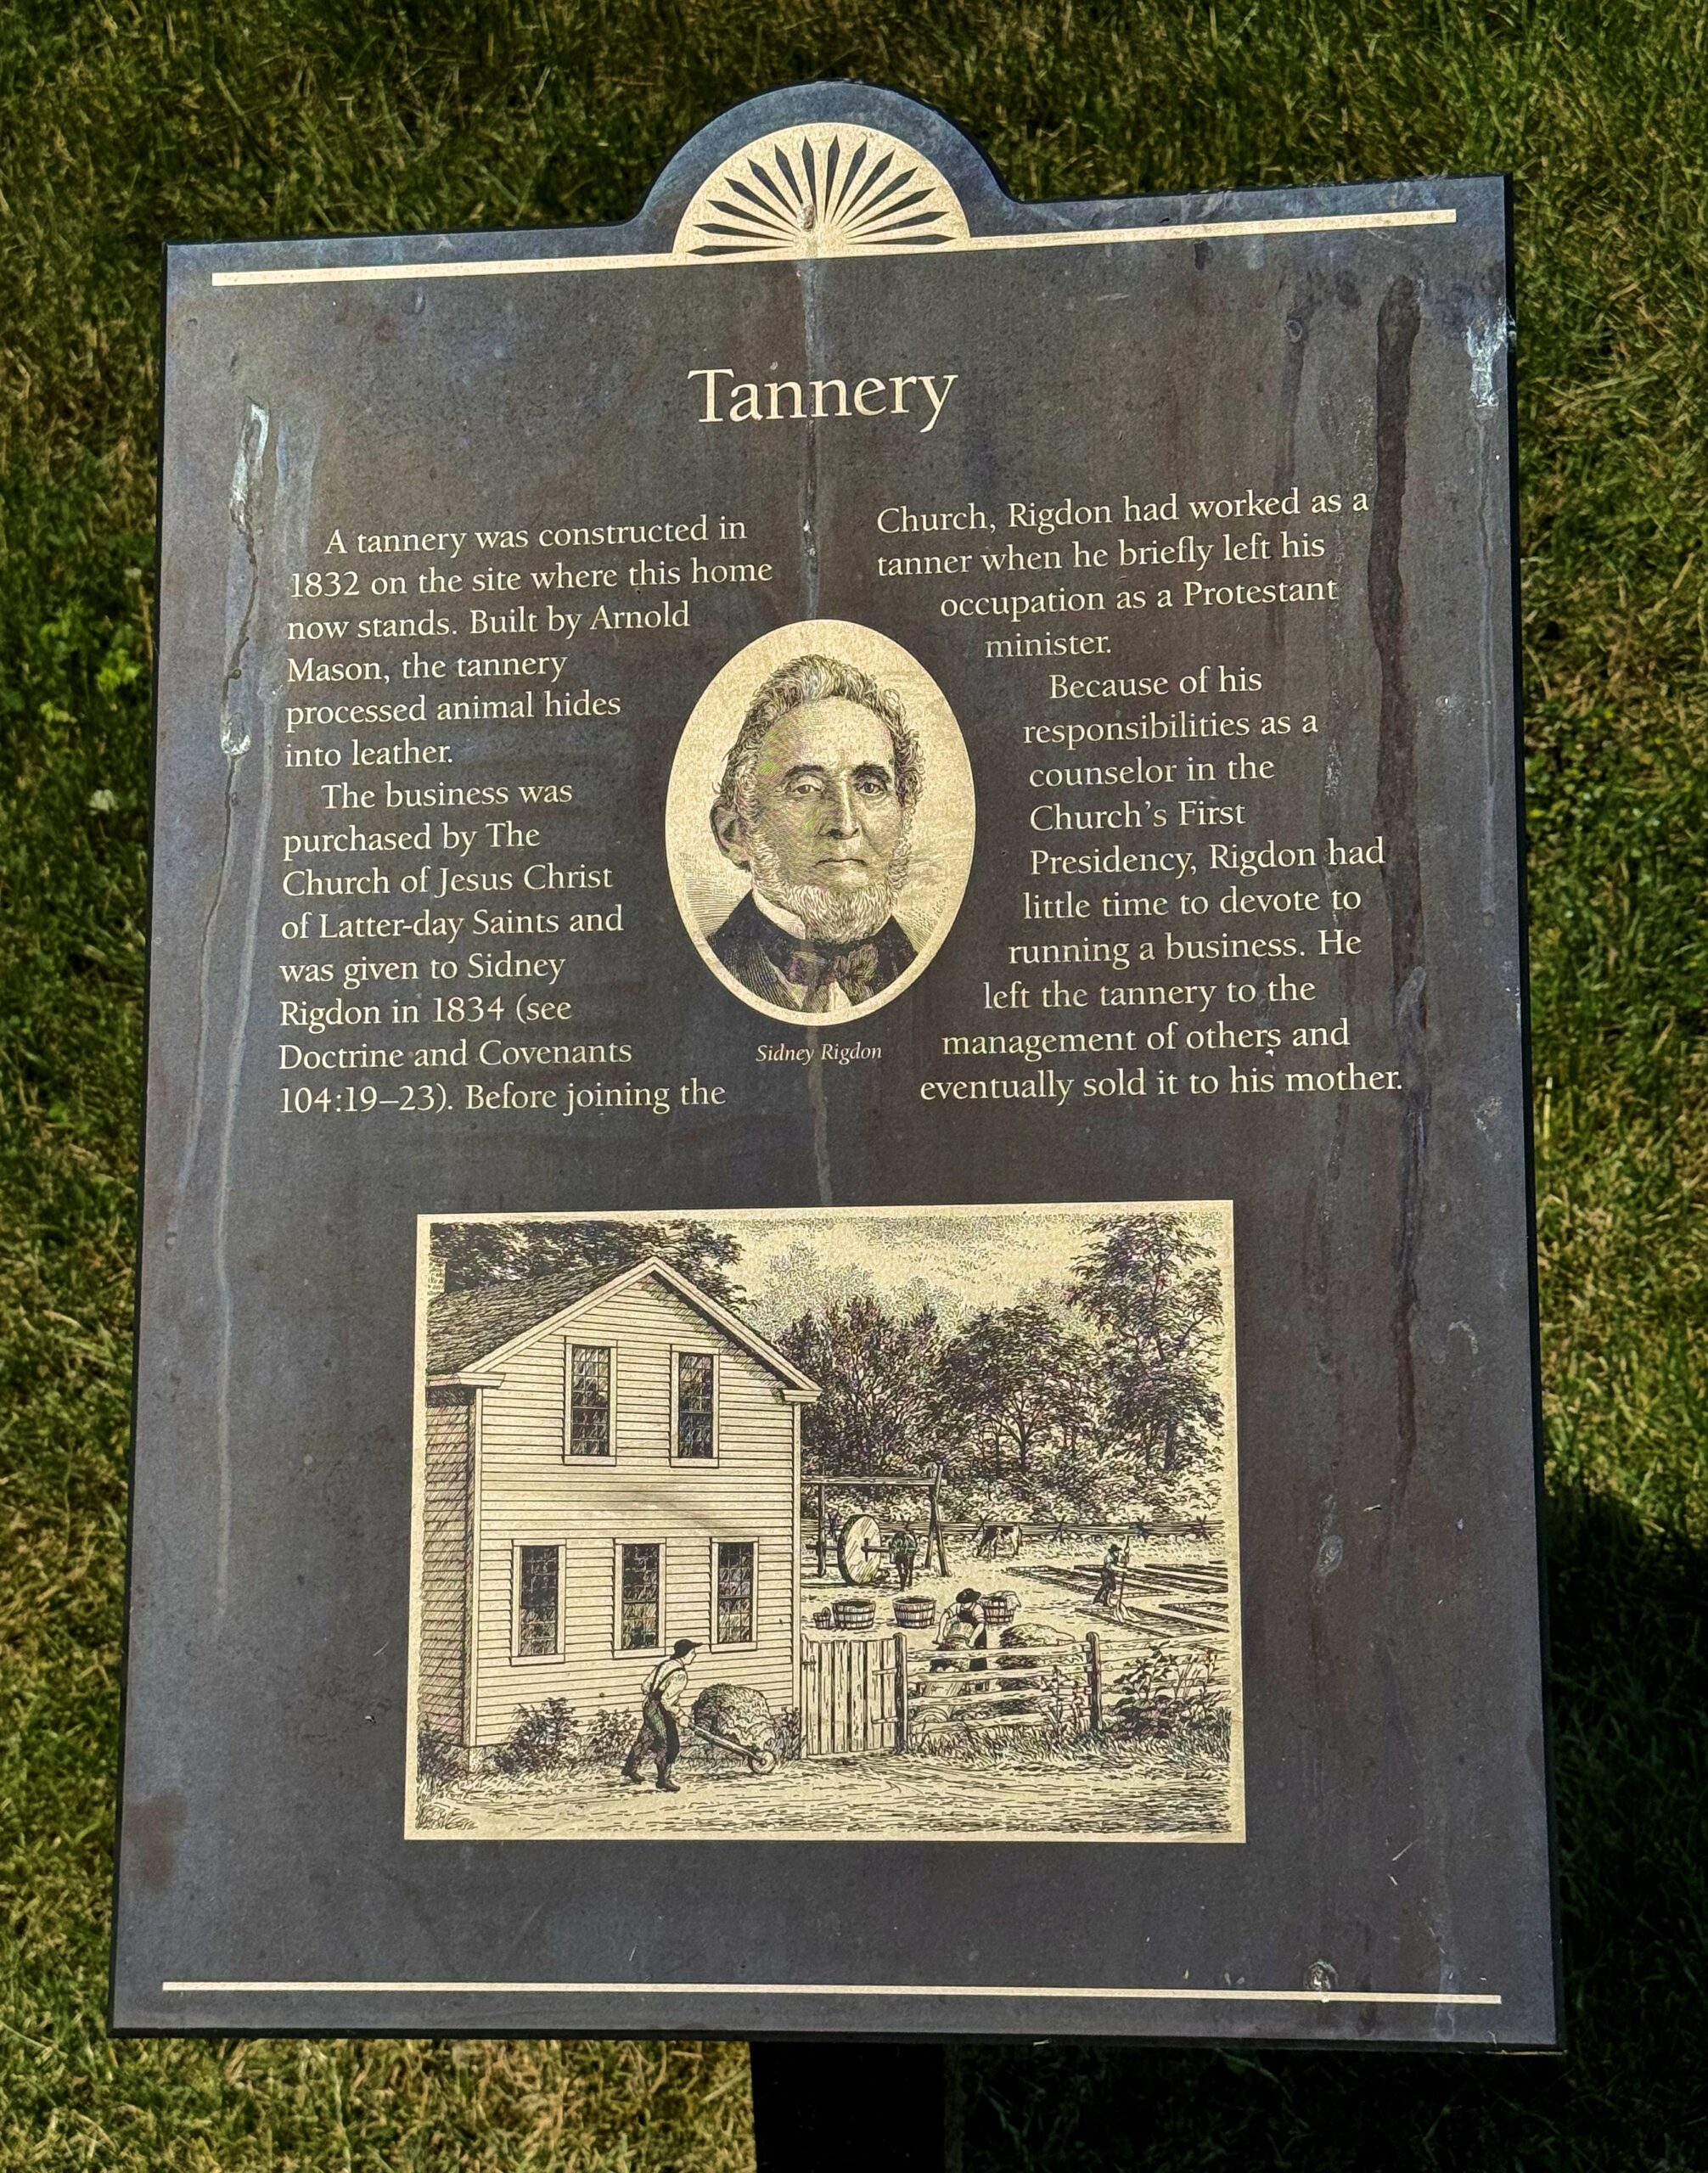 Tannery
A tannery was constructed in
1832 on the site where this home
now stands. Built by Arnold
Mason, the tannery
processed animal hides
into leather.
The business was
purchased by The
Church of Jesus Christ
of Latter-day Saints and
was given to Sidney
Rigdon in 1834 (see
Doctrine and Covenants
104:19–23). Before joining the
Church, Rigdon had worked as a
tanner when he briefly left his
occupation as a Protestant
minister.
Because of his
responsibilities as a
counselor in the
Church's First
Presidency, Rigdon had
little time to devote to
running a business. He
left the tannery to the
management of others and
eventually sold it to his mother.
Sidney Rigdon